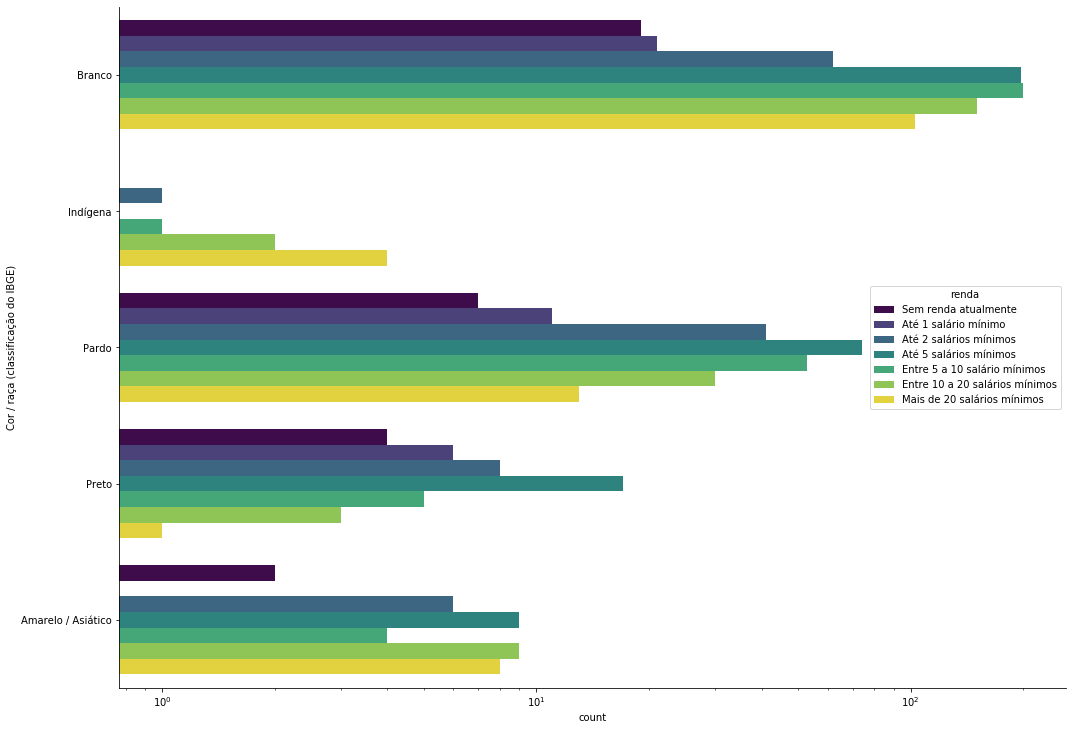 Cor / raça (classificação do IBGE)
Branco
Indígena
Pardo
Preto
Amarelo / Asiático
renda
Sem renda atualmente
Até 1 salário mínimo
Até 2 salários mínimos
Até 5 salários mínimos
Entre 5 a 10 salário mínimos
Entre 10 a 20 salários mínimos
Mais de 20 salários mínimos
10⁰ 10¹ 10²
count